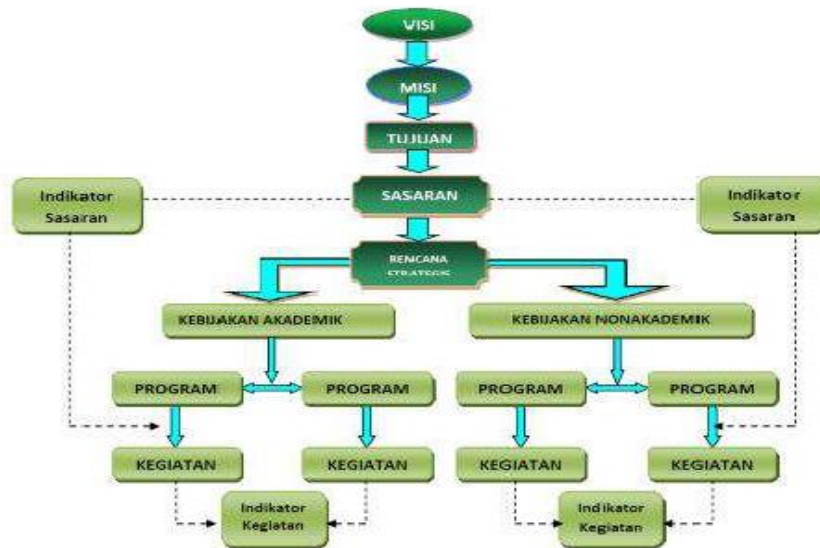 VISI
MISI
TUJUAN
Indikator
Sasaran
SASARAN
Indikator
Sasaran
RENCANA
STRATEGIS
KEBIJAKAN AKADEMIK
KEBIJAKAN NONAKADEMIK
PROGRAM
PROGRAM
PROGRAM
PROGRAM
KEGIATAN
KEGIATAN
KEGIATAN
KEGIATAN
Indikator
Kegiatan
Indikator
Kegiatan